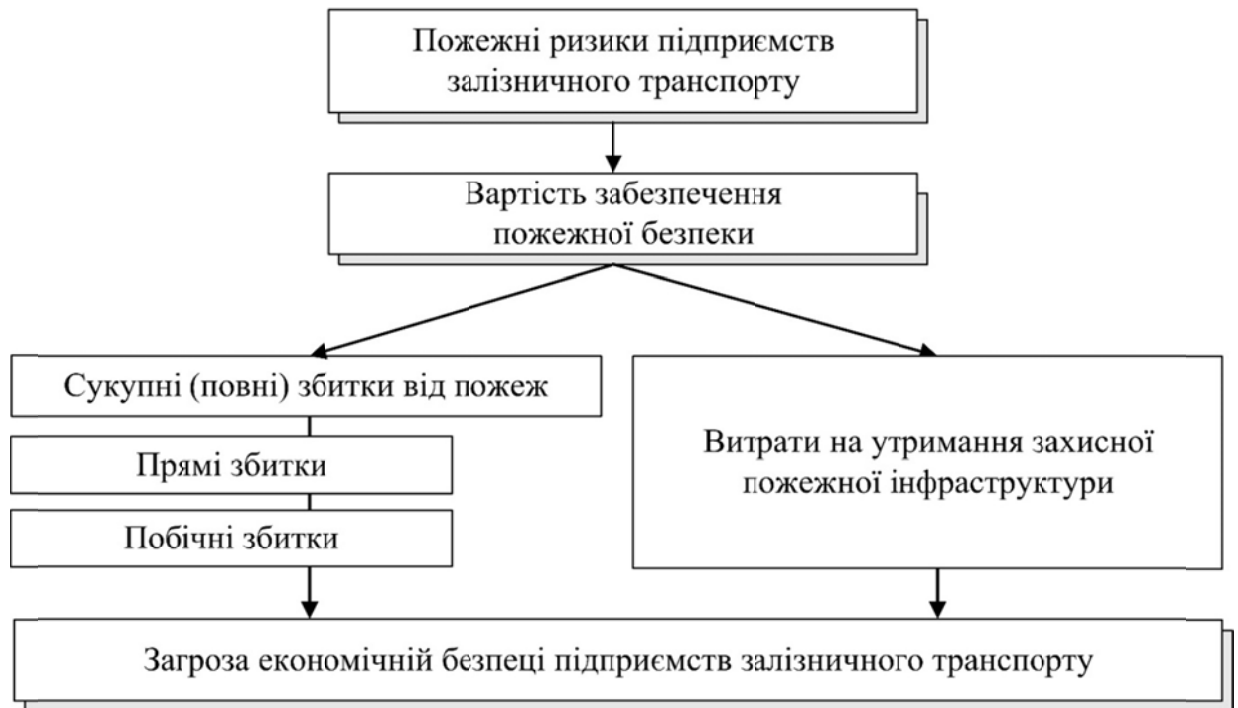 Пожежні ризики підприємств
залізничного транспорту
Вартість забезпечення
пожежної безпеки
Сукупні (повні) збитки від пожеж
Прямі збитки
Побічні збитки
Витрати на утримання захисної
пожежної інфраструктури
Загроза економічній безпеці підприємств залізничного транспорту